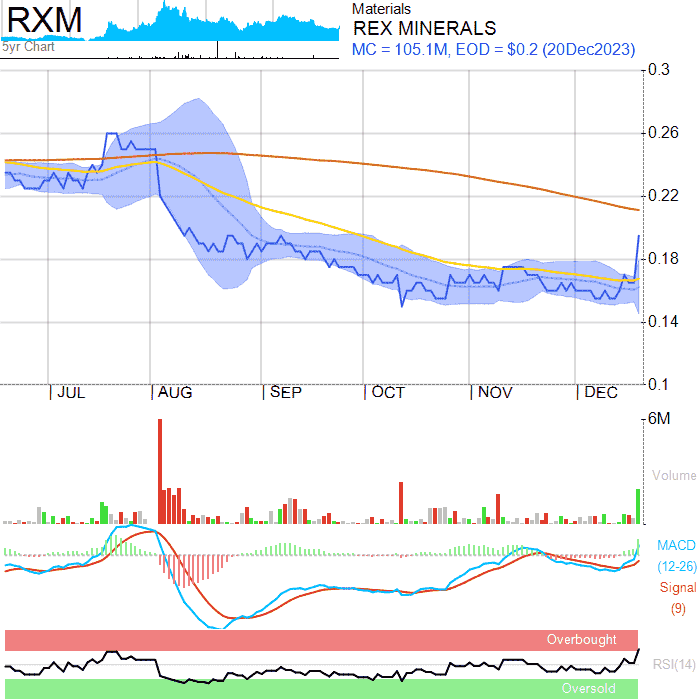 RXM
5yr Chart
Materials
REX MINERALS
MC = 105.1M, EOD = $0.2 (20Dec2023)
0.3
0.26
0.22
0.18
0.14
0.1
JUL AUG SEP OCT NOV DEC
6M
Volume
MACD
(12-26)
Signal
(9)
Overbought
RSI(14)
Oversold